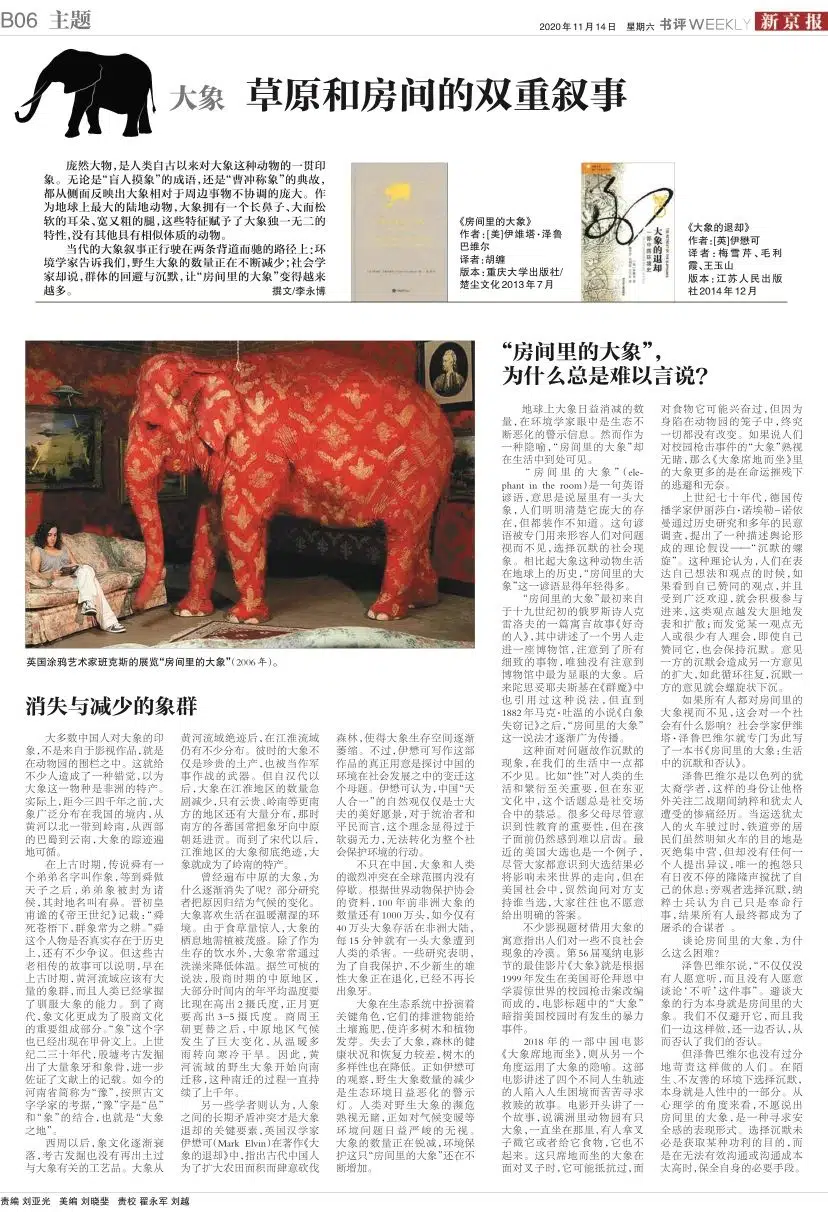 B06 主题
2020年11月14日 星期六 书评WEEKLY 新京报
大象 草原和房间的双重叙事
庞然大物,是人类自古以来对大象这种动物的一贯印
象。无论是“盲人摸象”的成语,还是“曹冲称象”的典故,
都从侧面反映出大象相对于周边事物不协调的庞大。作
为地球上最大的陆地动物,大象拥有一个长鼻子、大而松
软的耳朵、宽又粗的腿,这些特征赋予了大象独一无二的
特性,没有其他具有相似体质的动物。
当代的大象叙事正行驶在两条背道而驰的路径上:环
境学家告诉我们,野生大象的数量正在不断减少;社会学
家却说,群体的回避与沉默,让“房间里的大象”变得越来
越多。 撰文/李永博
《房间里的大象》
作者:[美]伊维塔·泽鲁
巴维尔
译者:胡缠
版本:重庆大学出版社/
楚尘文化2013年7月
大象的退却
《大象的退却》
作者:[英]伊懋可
译者:梅雪芹、毛利
霞、王玉山
版本:江苏人民出版
社2014年12月
英国涂鸦艺术家班克斯的展览“房间里的大象”(2006年)。
消失与减少的象群
大多数中国人对大象的印
象,不是来自于影视作品,就是
在动物园的围栏之中。这就给
不少人造成了一种错觉,以为
大象这一物种是非洲的特产。
实际上,距今三四千年之前,大
象广泛分布在我国的境内,从
黄河以北一带到岭南,从西部
的巴蜀到云南,大象的踪迹遍
地可循。
在上古时期,传说舜有一
个弟弟名字叫作象,等到舜做
天子之后,弟弟象被封为诸
侯,其封地名叫有鼻。晋初皇
甫谧的《帝王世纪》记载:“舜
死苍梧下,群象常为之耕。”舜
这个人物是否真实存在于历史
上,还有不少争议。但这些古
老相传的故事可以说明,早在
上古时期,黄河流域应该有大
量的象群,而且人类已经掌握
了驯服大象的能力。到了商
代,象文化更成为了殷商文化
的重要组成部分。“象”这个字
也已经出现在甲骨文上。上世
纪二三十年代,殷墟考古发掘
出了大量象牙和象骨,进一步
佐证了文献上的记载。如今的
河南省简称为“豫”,按照古文
字学家的考据,“豫”字是“邑”
和“象”的结合,也就是“大象
之地”。
西周以后,象文化逐渐衰
落,考古发掘也没有再出土过
与大象有关的工艺品。大象从
黄河流域绝迹后,在江淮流域
仍有不少分布。彼时的大象不
仅是珍贵的土产,也被当作军
事作战的武器。但自汉代以
后,大象在江淮地区的数量急
剧减少,只有云贵、岭南等更南
方的地区还有大量分布,那时
南方的各番国常把象牙向中原
朝廷进贡。而到了宋代以后,
江淮地区的大象彻底绝迹,大
象就成为了岭南的特产。
曾经遍布中原的大象,为
什么逐渐消失了呢?部分研究
者把原因归结为气候的变化。
大象喜欢生活在温暖潮湿的环
境。由于食草量惊人,大象的
栖息地需植被茂盛。除了作为
生存的饮水外,大象常常通过
洗澡来降低体温。据竺可桢的
说法,殷商时期的中原地区,
大部分时间内的年平均温度要
比现在高出2摄氏度,正月更
要高出3-5摄氏度。商周王
朝更替之后,中原地区气候
发生了巨大变化,从温暖多
雨转向寒冷干旱。因此,黄
河流域的野生大象开始向南
迁移,这种南迁的过程一直持
续了上千年。
另一些学者则认为,人象
之间的长期矛盾冲突才是大象
退却的关键要素,英国汉学家
伊懋可(Mark Elvin)在著作《大
象的退却》中,指出古代中国人
为了扩大农田面积而肆意砍伐
森林,使得大象生存空间逐渐
萎缩。不过,伊懋可写作这部
作品的真正用意是探讨中国的
环境在社会发展之中的变迁这
个母题。伊懋可认为,中国“天
人合一”的自然观仅仅是士大
夫的美好愿景,对于统治者和
平民而言,这个理念显得过于
软弱无力,无法转化为整个社
会保护环境的行动。
不只在中国,大象和人类
的激烈冲突在全球范围内没有
停歇。根据世界动物保护协会
的资料,100年前非洲大象的
数量还有1000万头,如今仅有
40万头大象存活在非洲大陆,
每15分钟就有一头大象遭到
人类的杀害。一些研究表明,
为了自我保护,不少新生的雄
性大象正在退化,已经不再长
出象牙。
大象在生态系统中扮演着
关键角色,它们的排泄物能给
土壤施肥,使许多树木和植物
发芽。失去了大象,森林的健
康状况和恢复力较差,树木的
多样性也在降低。正如伊懋可
的观察,野生大象数量的减少
是生态环境日益恶化的警示
灯。人类对野生大象的濒危
熟视无睹,正如对气候变暖等
环境问题日益严峻的无视。
大象的数量正在锐减,环境保
护这只“房间里的大象”还在不
断增加。
“房间里的大象”,
为什么总是难以言说?
地球上大象日益消减的数
量,在环境学家眼中是生态不
断恶化的警示信息。然而作为
一种隐喻,“房间里的大象”却
在生活中到处可见。
“房间里的大象”(ele-
phant in the room)是一句英语
谚语,意思是说屋里有一头大
象,人们明明清楚它庞大的存
在,但都装作不知道。这句谚
语被专门用来形容人们对问题
视而不见,选择沉默的社会现
象。相比起大象这种动物生活
在地球上的历史,“房间里的大
象”这一谚语显得年轻得多。
“房间里的大象”最初来自
于十九世纪初的俄罗斯诗人克
雷洛夫的一篇寓言故事《好奇
的人》,其中讲述了一个男人走
进一座博物馆,注意到了所有
细致的事物,唯独没有注意到
博物馆中最为显眼的大象。后
来陀思妥耶夫斯基在《群魔》中
也引用过这种说法,但直到
1882年马克·吐温的小说《白象
失窃记》之后,“房间里的大象”
这一说法才逐渐广为传播。
这种面对问题故作沉默的
现象,在我们的生活中一点都
不少见。比如“性”对人类的生
活和繁衍至关重要,但在东亚
文化中,这个话题总是社交场
合中的禁忌。很多父母尽管意
识到性教育的重要性,但在孩
子面前仍然感到难以启齿。最
近的美国大选也是一个例子,
尽管大家都意识到大选结果必
将影响未来世界的走向,但在
美国社会中,贸然询问对方支
持谁当选,大家往往也不愿意
给出明确的答案。
不少影视题材借用大象的
寓意指出人们对一些不良社会
现象的冷漠。第56届戛纳电影
节的最佳影片《大象》就是根据
1999年发生在美国哥伦拜恩中
学震惊世界的校园枪击案改编
而成的,电影标题中的“大象”
暗指美国校园时有发生的暴力
事件。
2018年的一部中国电影
《大象席地而坐》,则从另一个
角度运用了大象的隐喻。这部
电影讲述了四个不同人生轨迹
的人陷入人生困境而苦苦寻求
救赎的故事。电影开头讲了一
个故事,说满洲里动物园有只
大象,一直坐在那里,有人拿叉
子戳它或者给它食物,它也不
起来。这只席地而坐的大象在
面对叉子时,它可能抵抗过,面
对食物它可能兴奋过,但因为
身陷在动物园的笼子中,终究
一切都没有改变。如果说人们
对校园枪击事件的“大象”熟视
无睹,那么《大象席地而坐》里
的大象更多的是在命运摧残下
的逃避和无奈。
上世纪七十年代,德国传
播学家伊丽莎白·诺埃勒-诺依
曼通过历史研究和多年的民意
调查,提出了一种描述舆论形
成的理论假设——“沉默的螺
旋”。这种理论认为,人们在表
达自己想法和观点的时候,如
果看到自己赞同的观点,并且
受到广泛欢迎,就会积极参与
进来,这类观点越发大胆地发
表和扩散;而发觉某一观点无
人或很少有人理会,即使自己
赞同它,也会保持沉默。意见
一方的沉默会造成另一方意见
的扩大,如此循环往复,沉默一
方的意见就会螺旋状下沉。
如果所有人都对房间里的
大象视而不见,这会对一个社
会有什么影响?社会学家伊维
塔·泽鲁巴维尔就专门为此写
了一本书《房间里的大象:生活
中的沉默和否认》。
泽鲁巴维尔是以色列的犹
太裔学者,这样的身份让他格
外关注二战期间纳粹和犹太人
遭受的惨痛经历。当运送犹太
人的火车驶过时,铁道旁的居
民们虽然明知火车的目的地是
灭绝集中营,但却没有任何一
个人提出异议,唯一的抱怨只
有日夜不停的隆隆声搅扰了自
己的休息;旁观者选择沉默,纳
粹士兵认为自己只是奉命行
事,结果所有人最终都成为了
屠杀的合谋者 。
谈论房间里的大象,为什
么这么困难?
泽鲁巴维尔说,“不仅仅没
有人愿意听,而且没有人愿意
谈论‘不听’这件事”。避谈大
象的行为本身就是房间里的大
象。我们不仅避开它,而且我
们一边这样做,还一边否认,从
而否认了我们的否认。
但泽鲁巴维尔也没有过分
地苛责这样做的人们。在陌
生、不友善的环境下选择沉默,
本身就是人性中的一部分。从
心理学的角度来看,不愿说出
房间里的大象,是一种寻求安
全感的表现形式。选择沉默未
必是获取某种功利的目的,而
是在无法有效沟通或沟通成本
太高时,保全自身的必要手段。
责编 刘亚光 美编 刘晓斐 责校 翟永军 刘越